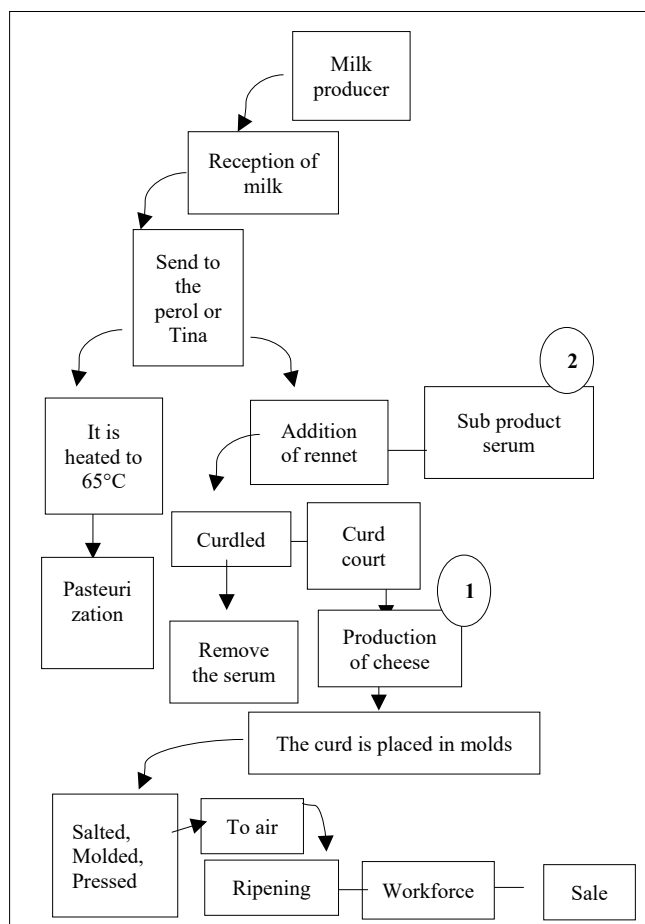 Milk
producer
Reception of
milk
Send to
the
perol or
Tina
2
It is
heated to
65°C
Addition
of rennet
Sub product
serum
Curdled
Curd
court
Pasteuri
zation
1
Remove
the serum
Production
of cheese
The curd is placed in molds
Salted,
Molded,
Pressed
To air
Ripening
Workforce
Sale